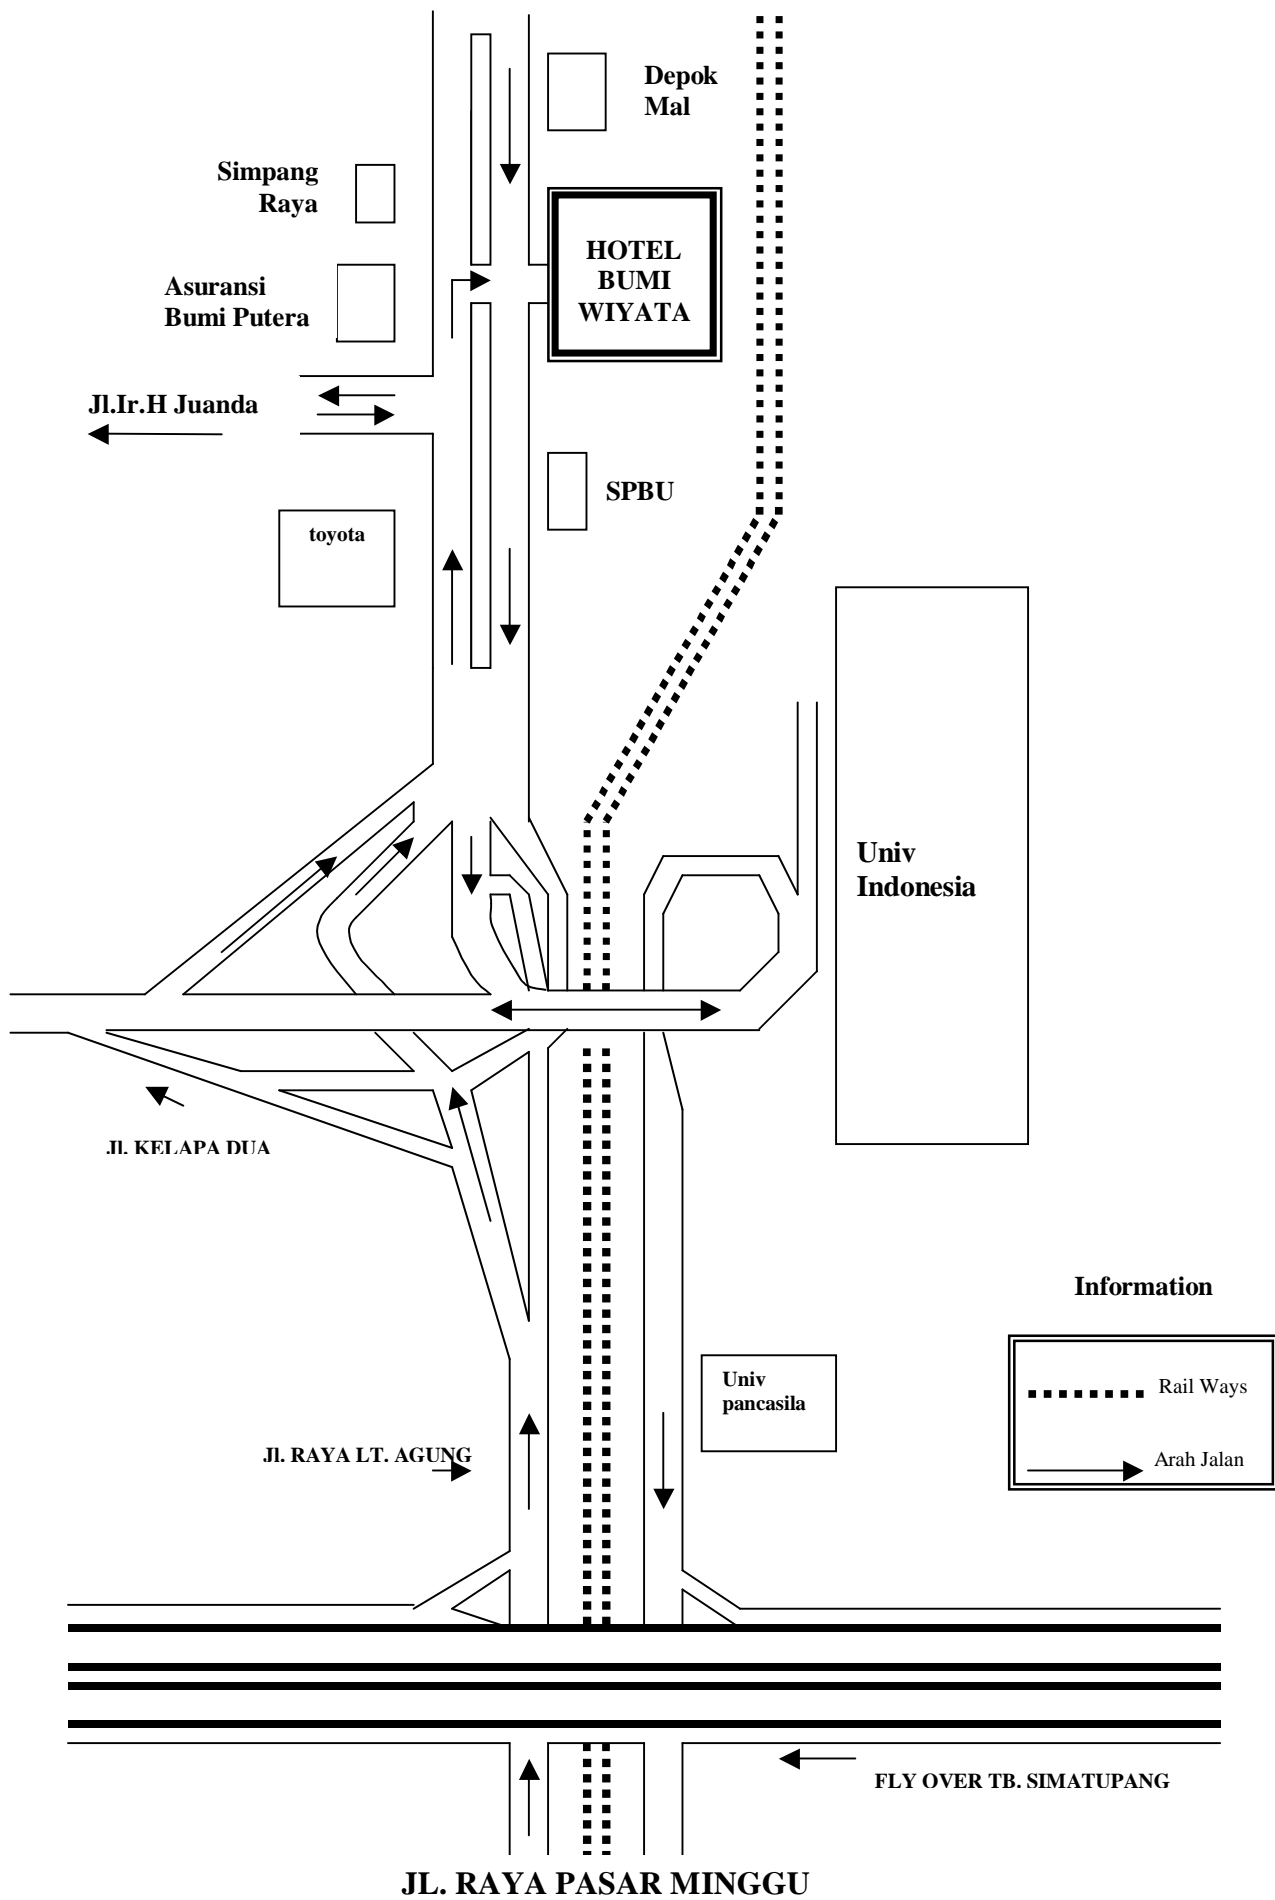 Depok
Mal
Simpang
Raya
HOTEL
BUMI
WIYATA
Asuransi
Bumi Putera
Jl.Ir.H Juanda
SPBU
toyota
Univ
Indonesia
Jl. KELAPA DUA
Information
Rail Ways
Arah Jalan
Univ
pancasila
Jl. RAYA LT. AGUNG
FLY OVER TB. SIMATUPANG
JL. RAYA PASAR MINGGU